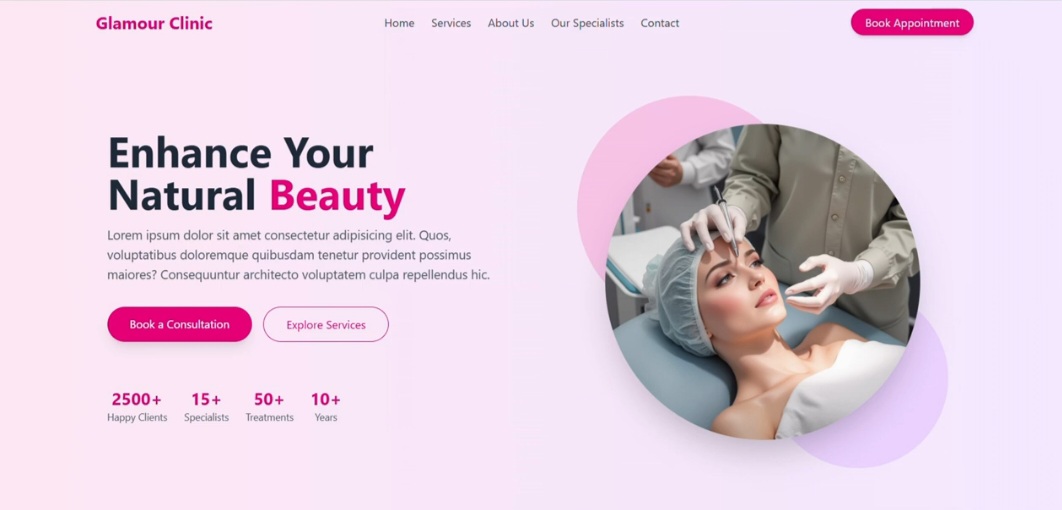 Glamour Clinic
Home
Services
About Us
Our Specialists
Contact
Book Appointment
Enhance Your
Natural Beauty
Lorem ipsum dolor sit amet consectetur adipisicing elit. Quos,
voluptatibus doloremque quibusdam tenetur provident possimus
maiores? Consequuntur architecto voluptatem culpa repellendus hic.
Book a Consultation
Explore Services
2500+
Happy Clients
15+
Specialists
50+
Treatments
10+
Years